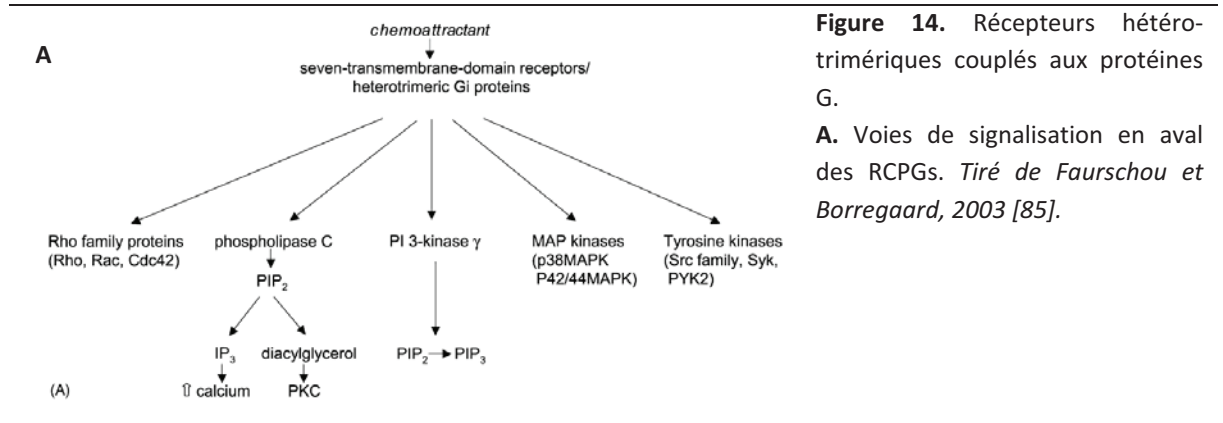 A
chemoattractant
seven-transmembrane-domain receptors/
heterotrimeric Gi proteins
Rho family proteins
(Rho, Rac, Cdc42)
phospholipase C
PIP₂
IP₃
⇧ calcium
diacylglycerol
PKC
PI 3-kinase γ
PIP₂ → PIP₃
MAP kinases
(p38MAPK
P42/44MAPK)
Tyrosine kinases
(Src family, Syk,
PYK2)
(A)
Figure 14. Récepteurs hétéro-
trimériques couplés aux protéines
G.
A. Voies de signalisation en aval
des RCPGs. Tiré de Faurschou et
Borregaard, 2003 [85].